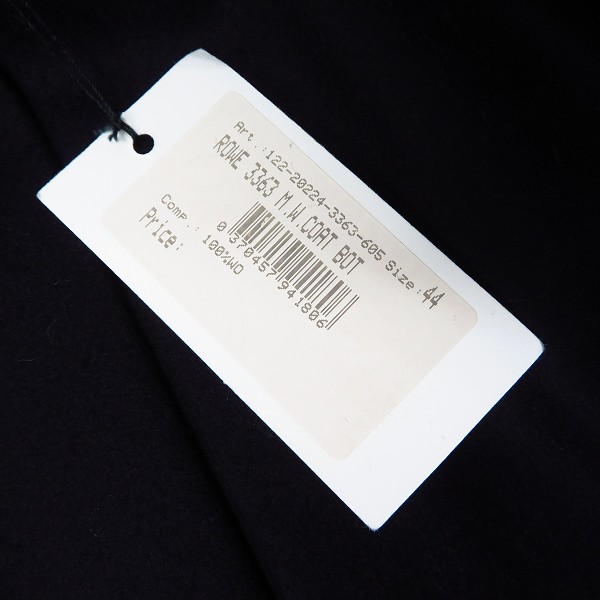 Art.:122-20224-3363-605 Size:44
ROWE 3363 M.W.COAT BOT
0370457941806
Comp.: 100%WO
Price: